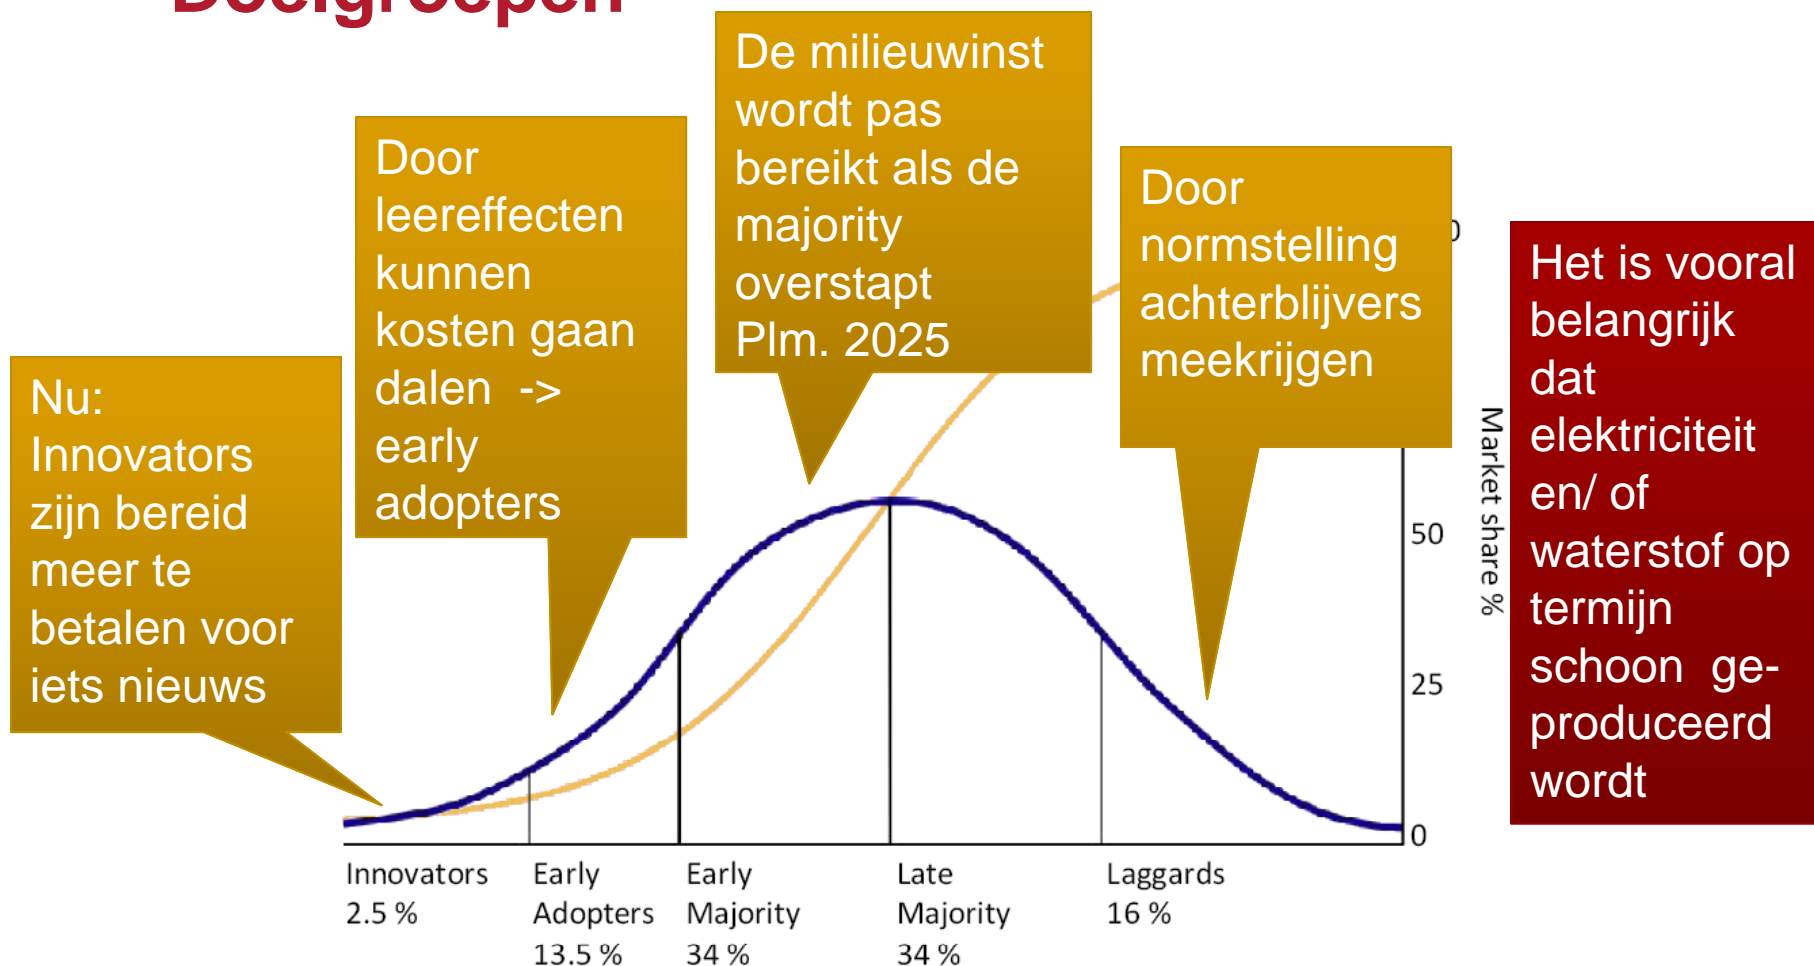 Doelgroepen
De milieuwinst
wordt pas
bereikt als de
majority
overstapt
Plm. 2025
Door
leereffecten
kunnen
kosten gaan
dalen ->
early
adopters
Door
normstelling
achterblijvers
meekrijgen
Nu:
Innovators
zijn bereid
meer te
betalen voor
iets nieuws
Het is vooral
belangrijk
dat
elektriciteit
en/ of
waterstof op
termijn
schoon ge-
produceerd
wordt
Market share %
50
25
0
Innovators
2.5 %
Early
Adopters
13.5 %
Early
Majority
34 %
Late
Majority
34 %
Laggards
16 %